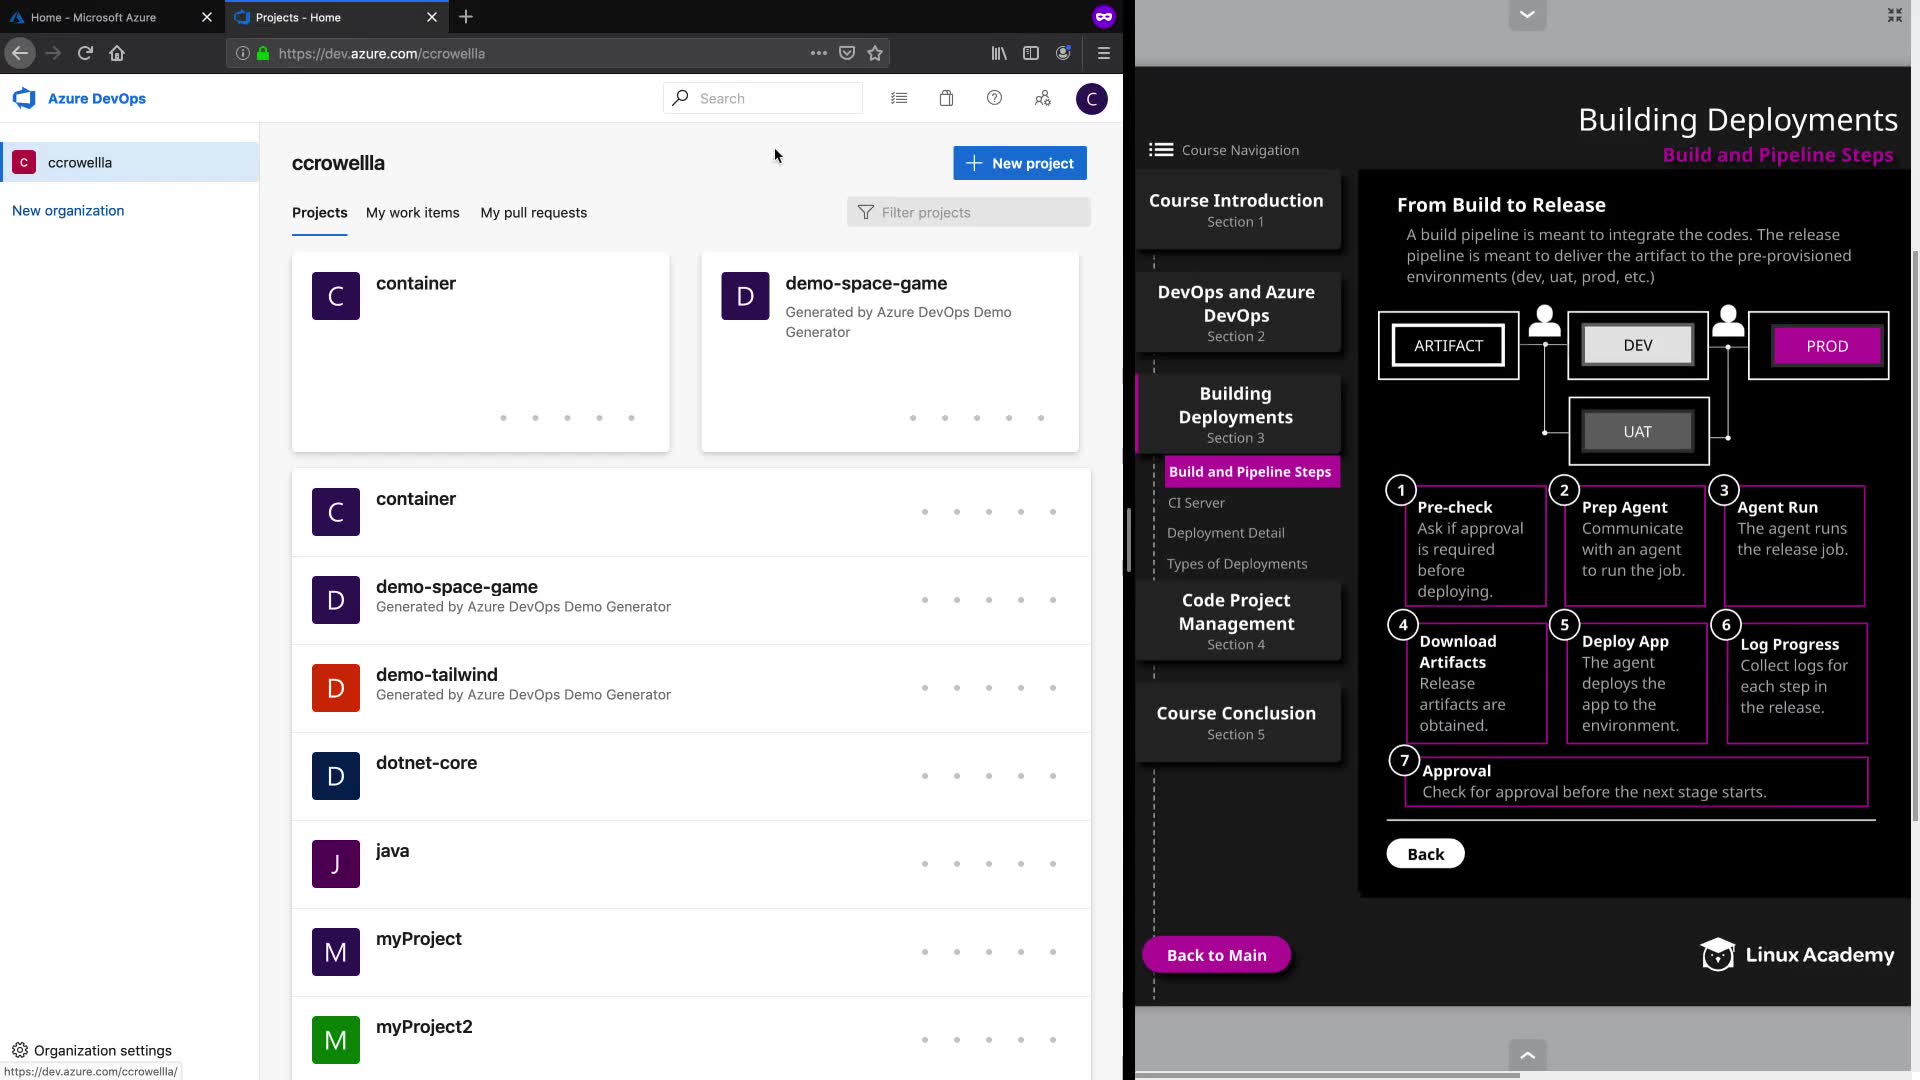 Home - Microsoft Azure
Projects - Home
https://dev.azure.com/ccrowellla
Azure DevOps
Search
C
C
ccrowellla
New organization
ccrowellla
New project
Projects
My work items
My pull requests
Filter projects
C
container
D
demo-space-game
Generated by Azure DevOps Demo
Generator
C
container
D
demo-space-game
Generated by Azure DevOps Demo Generator
D
demo-tailwind
Generated by Azure DevOps Demo Generator
D
dotnet-core
J
java
M
myProject
M
myProject2
Organization settings
https://dev.azure.com/ccrowellla/
Building Deployments
Build and Pipeline Steps
Course Navigation
Course Introduction
Section 1
DevOps and Azure
DevOps
Section 2
Building
Deployments
Section 3
Build and Pipeline Steps
CI Server
Deployment Detail
Types of Deployments
Code Project
Management
Section 4
Course Conclusion
Section 5
Back to Main
From Build to Release
A build pipeline is meant to integrate the codes. The release
pipeline is meant to deliver the artifact to the pre-provisioned
environments (dev, uat, prod, etc.)
ARTIFACT
DEV
PROD
UAT
1
Pre-check
Ask if approval
is required
before
deploying.
2
Prep Agent
Communicate
with an agent
to run the job.
3
Agent Run
The agent runs
the release job.
4
Download
Artifacts
Release
artifacts are
obtained.
5
Deploy App
The agent
deploys the
app to the
environment.
6
Log Progress
Collect logs for
each step in
the release.
7
Approval
Check for approval before the next stage starts.
Back
Linux Academy